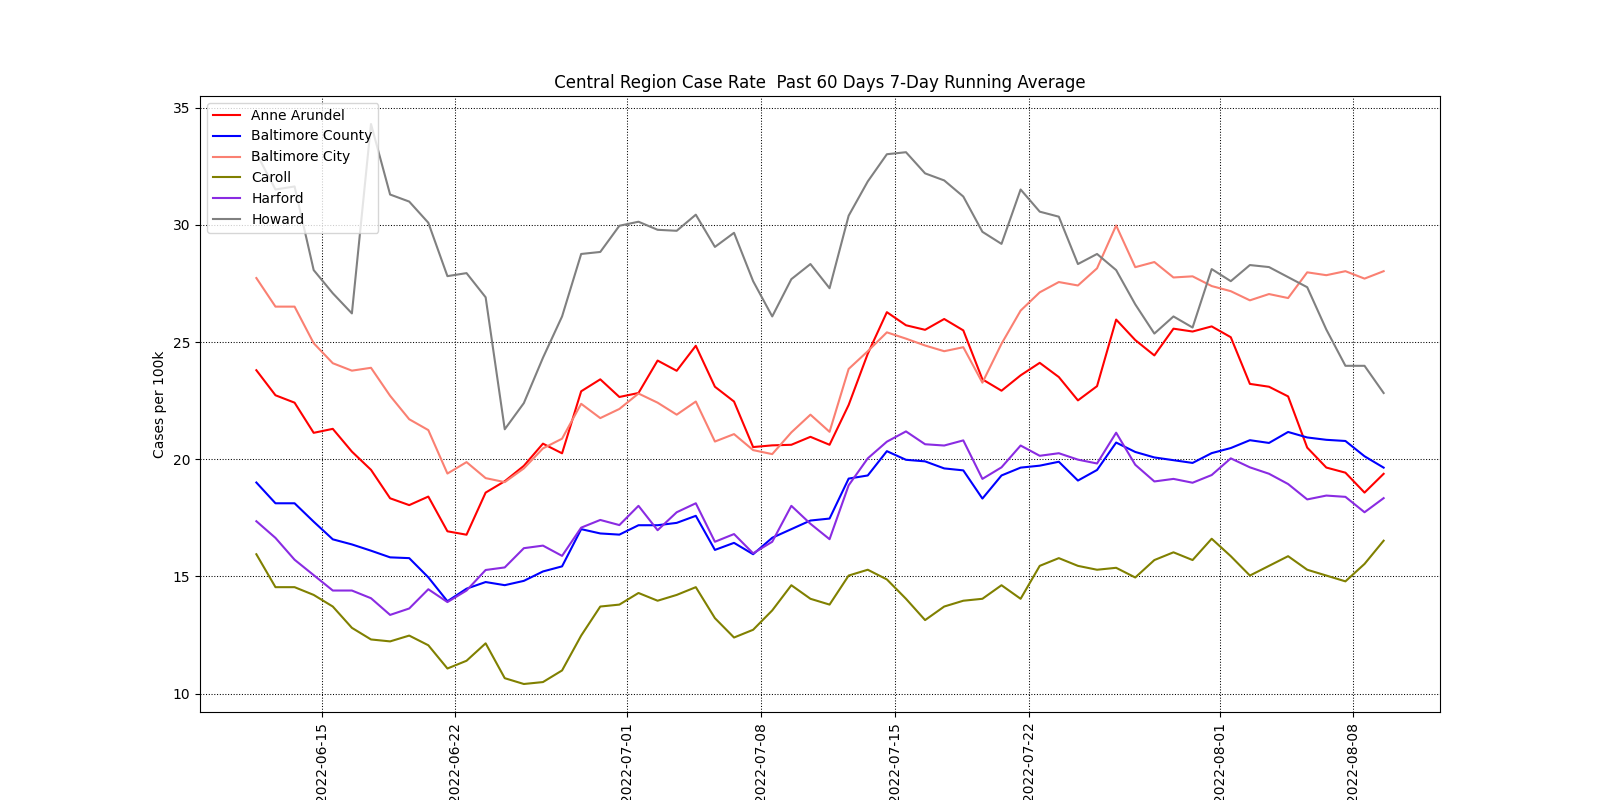 Central Region Case Rate  Past 60 Days 7-Day Running Average
35
30
25
20
15
10
Cases per 100k
Anne Arundel
Baltimore County
Baltimore City
Caroll
Harford
Howard
2022-06-15
2022-06-22
2022-07-01
2022-07-08
2022-07-15
2022-07-22
2022-08-01
2022-08-08